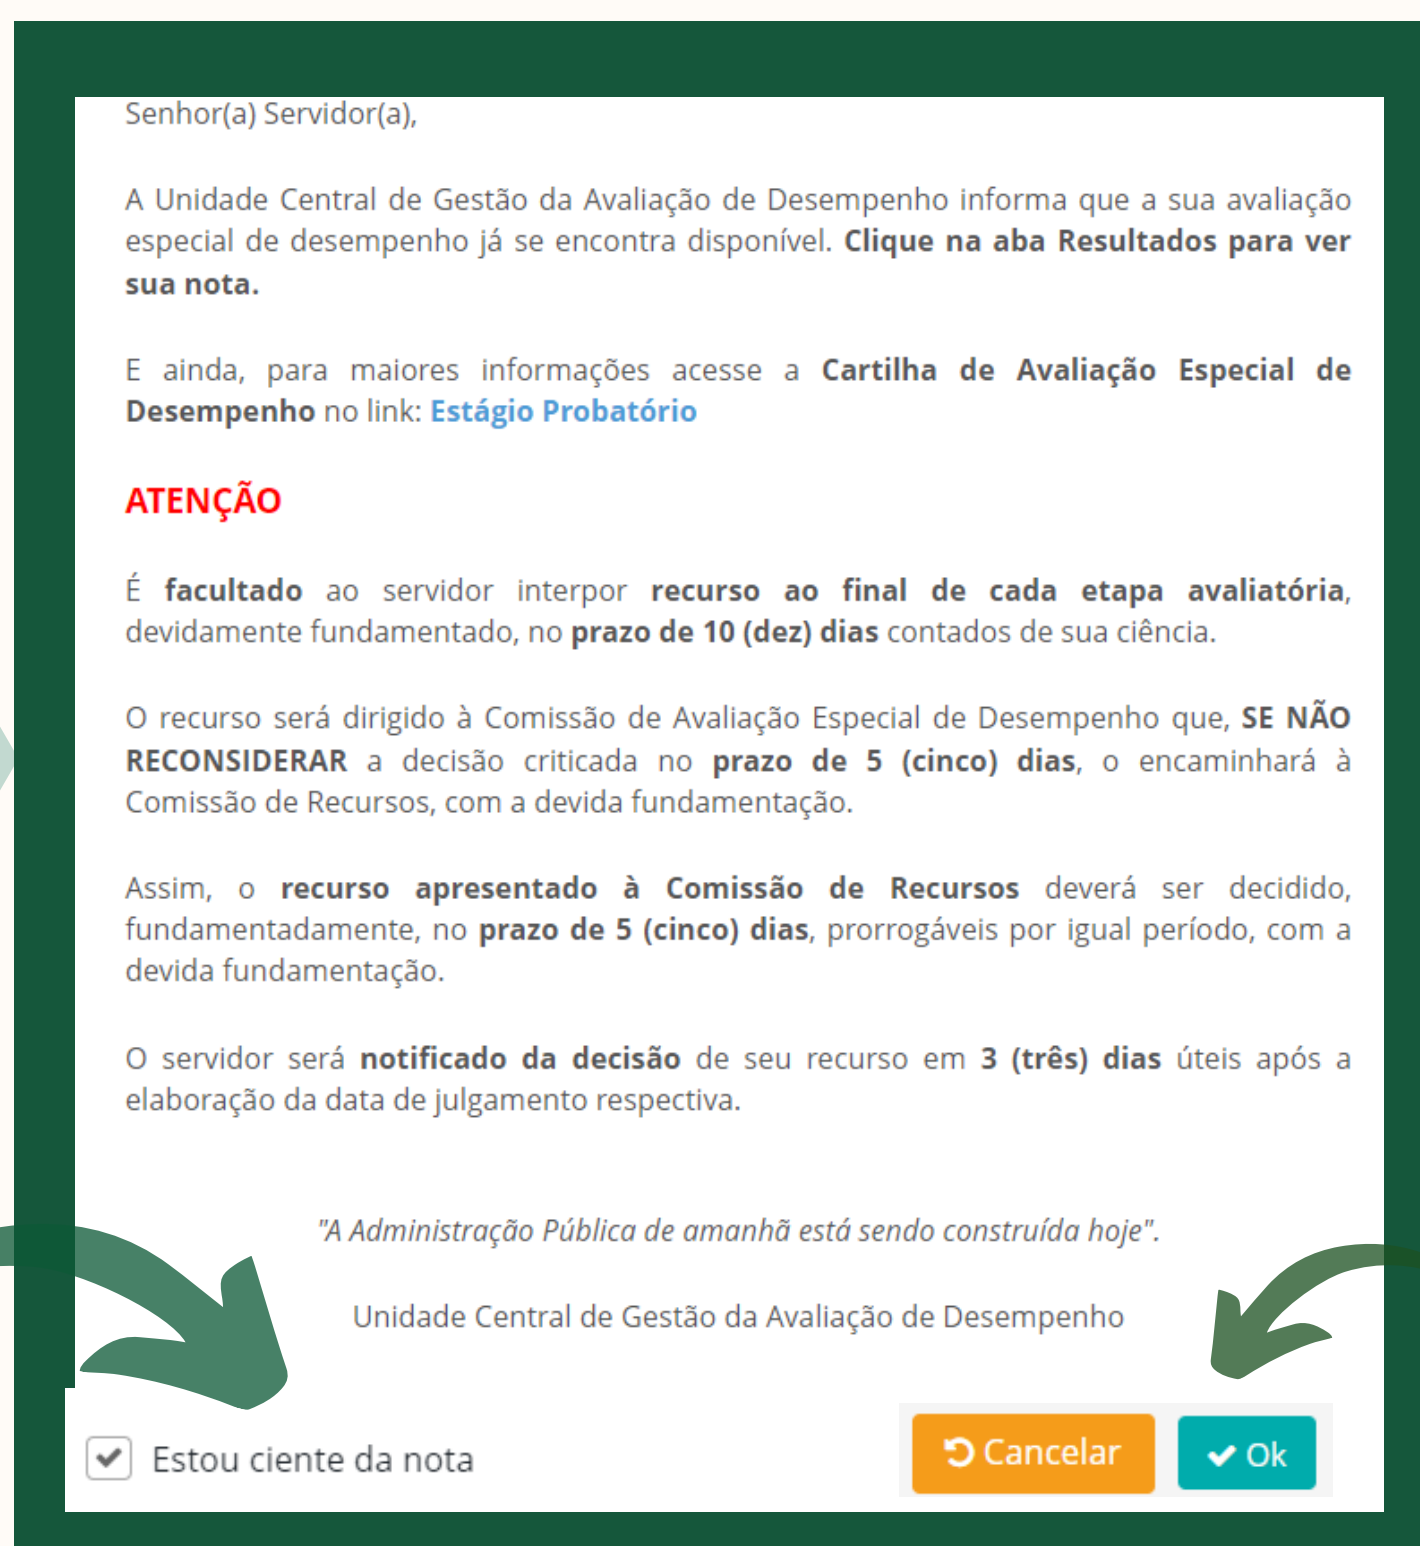 Senhor(a) Servidor(a),
A Unidade Central de Gestão da Avaliação de Desempenho informa que a sua avaliação
especial de desempenho já se encontra disponível. Clique na aba Resultados para ver
sua nota.
E ainda, para maiores informações acesse a Cartilha de Avaliação Especial de
Desempenho no link: Estágio Probatório
ATENÇÃO
É facultado ao servidor interpor recurso ao final de cada etapa avaliatória,
devidamente fundamentado, no prazo de 10 (dez) dias contados de sua ciência.
O recurso será dirigido à Comissão de Avaliação Especial de Desempenho que, SE NÃO
RECONSIDERAR a decisão criticada no prazo de 5 (cinco) dias, o encaminhará à
Comissão de Recursos, com a devida fundamentação.
Assim, o recurso apresentado à Comissão de Recursos deverá ser decidido,
fundamentadamente, no prazo de 5 (cinco) dias, prorrogáveis por igual período, com a
devida fundamentação.
O servidor será notificado da decisão de seu recurso em 3 (três) dias úteis após a
elaboração da data de julgamento respectiva.
"A Administração Pública de amanhã está sendo construída hoje".
Unidade Central de Gestão da Avaliação de Desempenho
Estou ciente da nota
Cancelar
Ok